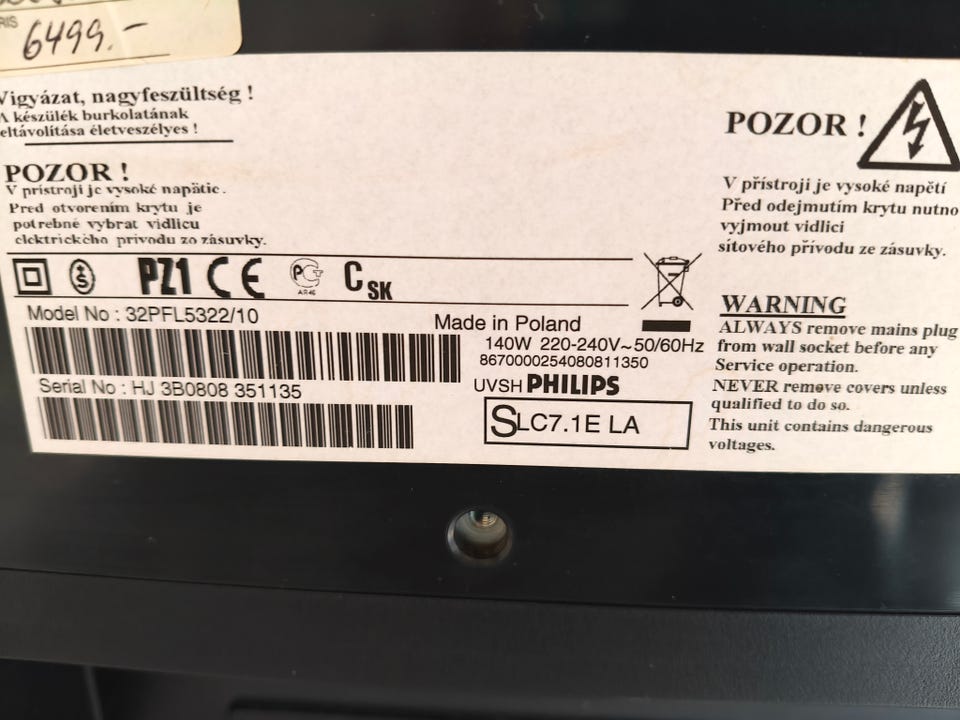 RIS
6499.-
Vigyázat, nagyfeszültség !
A készülék burkolatának
eltávolítása életveszélyes !
POZOR !
V prístroji je vysoké napätie.
Pred otvorením krytu je
potrebné vybrat vidlicu
elektrického prívodu zo zásuvky.
PZ1 CE
PCT
C SK
Model No : 32PFL5322/10
Made in Poland
140W 220-240V~50/60Hz
8670000254080811350
Serial No : HJ 3B0808 351135
UVSH PHILIPS
SLC7.1E LA
POZOR !
V přístroji je vysoké napětí
Před odejmutím krytu nutno
vyjmout vidlici
síťového přívodu ze zásuvky.
WARNING
ALWAYS remove mains plug
from wall socket before any
Service operation.
NEVER remove covers unless
qualified to do so.
This unit contains dangerous
voltages.